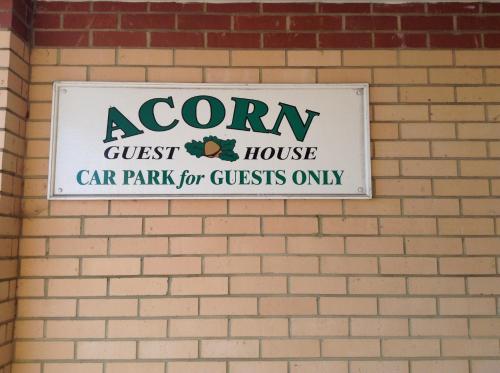 ACORN
GUEST HOUSE
CAR PARK for GUESTS ONLY